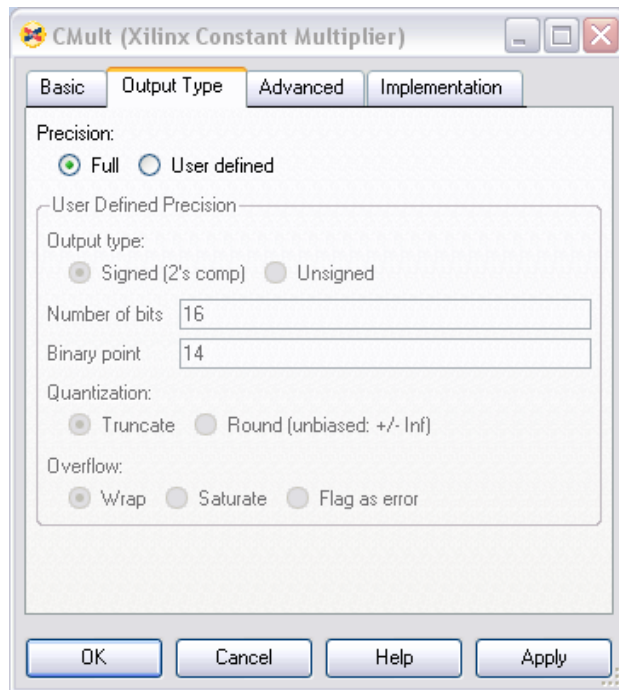 CMult (Xilinx Constant Multiplier)
Basic Output Type Advanced Implementation
Precision:
Full User defined
User Defined Precision
Output type:
Signed (2's comp) Unsigned
Number of bits 16
Binary point 14
Quantization:
Truncate Round (unbiased: +/- Inf)
Overflow:
Wrap Saturate Flag as error
OK Cancel Help Apply